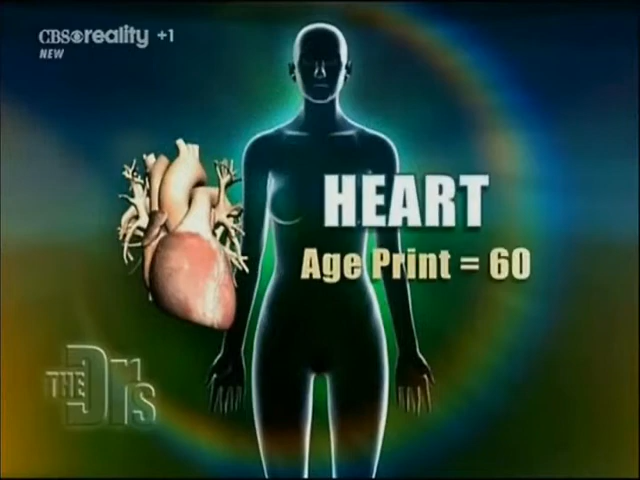 CBS reality +1
NEW
HEART
Age Print = 60
THE Drs